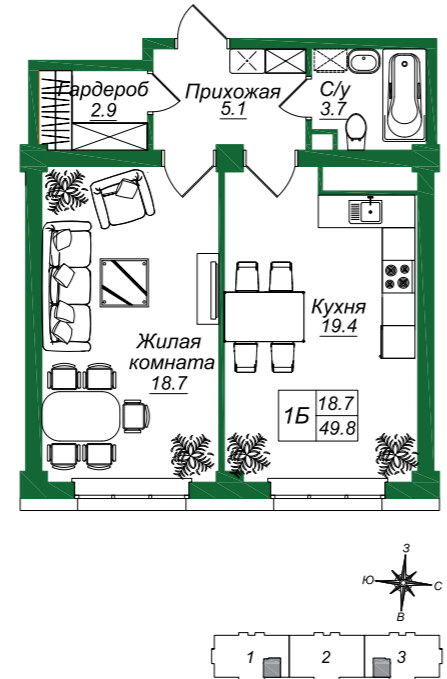 Гардероб
2.9
Прихожая
5.1
С/у
3.7
Кухня
19.4
Жилая
комната
18.7
1Б
18.7
49.8
З
Ю
С
В
1
2
3